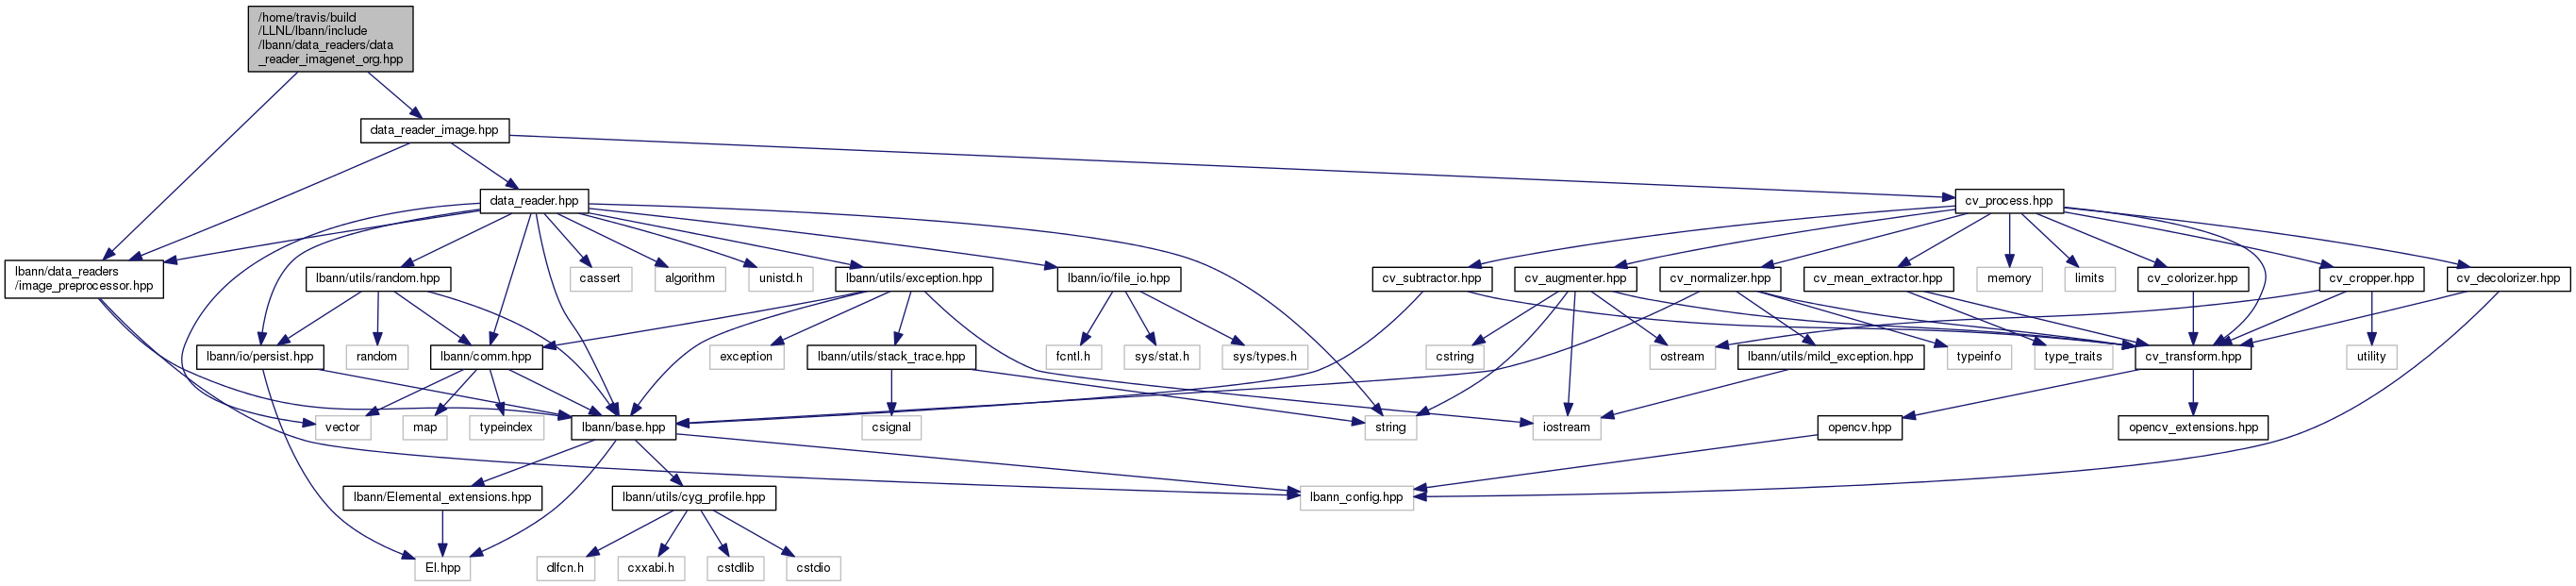 /home/travis/build
/LLNL/lbann/include
/lbann/data_readers/data
_reader_imagenet_org.hpp
data_reader_image.hpp
data_reader.hpp
cv_process.hpp
lbann/data_readers
/image_preprocessor.hpp
lbann/utils/random.hpp
cassert
algorithm
unistd.h
lbann/utils/exception.hpp
lbann/io/file_io.hpp
cv_subtractor.hpp
cv_augmenter.hpp
cv_normalizer.hpp
cv_mean_extractor.hpp
memory
limits
cv_colorizer.hpp
cv_cropper.hpp
cv_decolorizer.hpp
lbann/io/persist.hpp
random
lbann/comm.hpp
exception
lbann/utils/stack_trace.hpp
fcntl.h
sys/stat.h
sys/types.h
cstring
ostream
lbann/utils/mild_exception.hpp
typeinfo
type_traits
cv_transform.hpp
utility
vector
map
typeindex
lbann/base.hpp
csignal
string
iostream
opencv.hpp
opencv_extensions.hpp
lbann/Elemental_extensions.hpp
lbann/utils/cyg_profile.hpp
lbann_config.hpp
El.hpp
dlfcn.h
cxxabi.h
cstdlib
cstdio